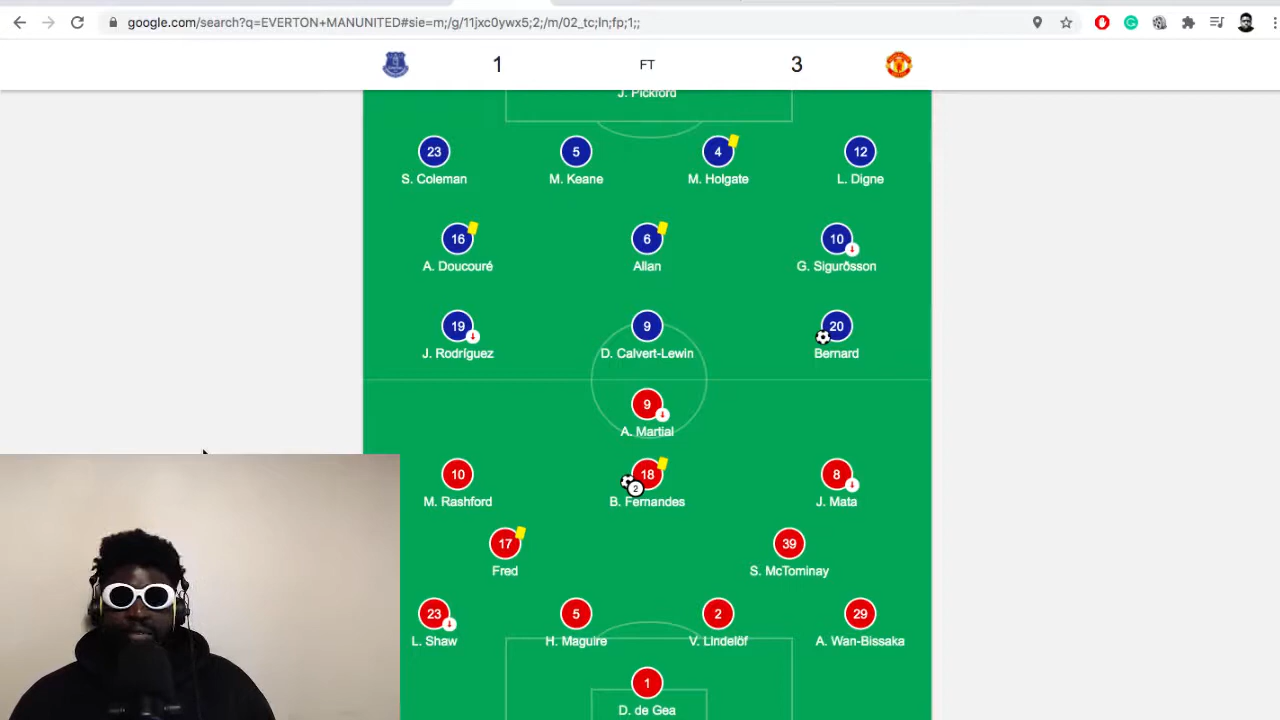 google.com/search?q=EVERTON+MANUNITED#sie=m;/g/11jxc0ywx5;2;/m/02_tc;ln;fp;1;;
1 FT 3
J. Pickford
23 5 4 12
S. Coleman M. Keane M. Holgate L. Digne
16 6 10
A. Doucouré Allan G. Sigurðsson
19 9 20
J. Rodríguez D. Calvert-Lewin Bernard
9
A. Martial
10 18 8
2
M. Rashford B. Fernandes J. Mata
17 39
Fred S. McTominay
23 5 2 29
L. Shaw H. Maguire V. Lindelöf A. Wan-Bissaka
1
D. de Gea